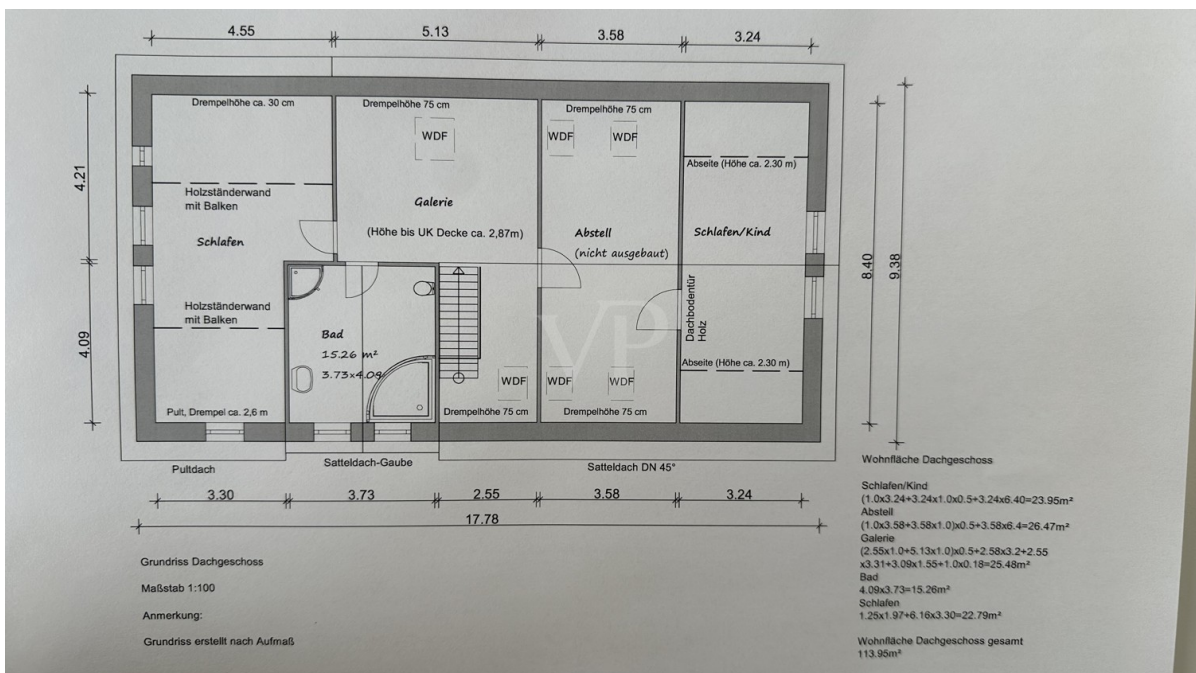 4.55
5.13
3.58
3.24
Drempelhöhe ca. 30 cm
Drempelhöhe 75 cm
Drempelhöhe 75 cm
WDF
WDF
WDF
Abseite (Höhe ca. 2.30 m)
4.21
Holzständerwand
mit Balken
Galerie
Schlafen
(Höhe bis UK Decke ca. 2,87m)
Abstell
(nicht ausgebaut)
Schlafen/Kind
8.40
9.38
Holzständerwand
mit Balken
Dachbodentür
Holz
VP
4.09
Bad
15.26 m²
3.73x4.09
Abseite (Höhe ca. 2.30 m)
WDF
WDF
WDF
Pult, Drempel ca. 2,6 m
Drempelhöhe 75 cm
Drempelhöhe 75 cm
Pultdach
Satteldach-Gaube
Satteldach DN 45°
3.30
3.73
2.55
3.58
3.24
17.78
Grundriss Dachgeschoss
Maßstab 1:100
Anmerkung:
Grundriss erstellt nach Aufmaß
Wohnfläche Dachgeschoss
Schlafen/Kind
(1.0x3.24+3.24x1.0x0.5+3.24x6.40=23.95m²
Abstell
(1.0x3.58+3.58x1.0)x0.5+3.58x6.4=26.47m²
Galerie
(2.55x1.0+5.13x1.0)x0.5+2.58x3.2+2.55
x3.31+3.09x1.55+1.0x0.18=25.48m²
Bad
4.09x3.73=15.26m²
Schlafen
1.25x1.97+6.16x3.30=22.79m²
Wohnfläche Dachgeschoss gesamt
113.95m²